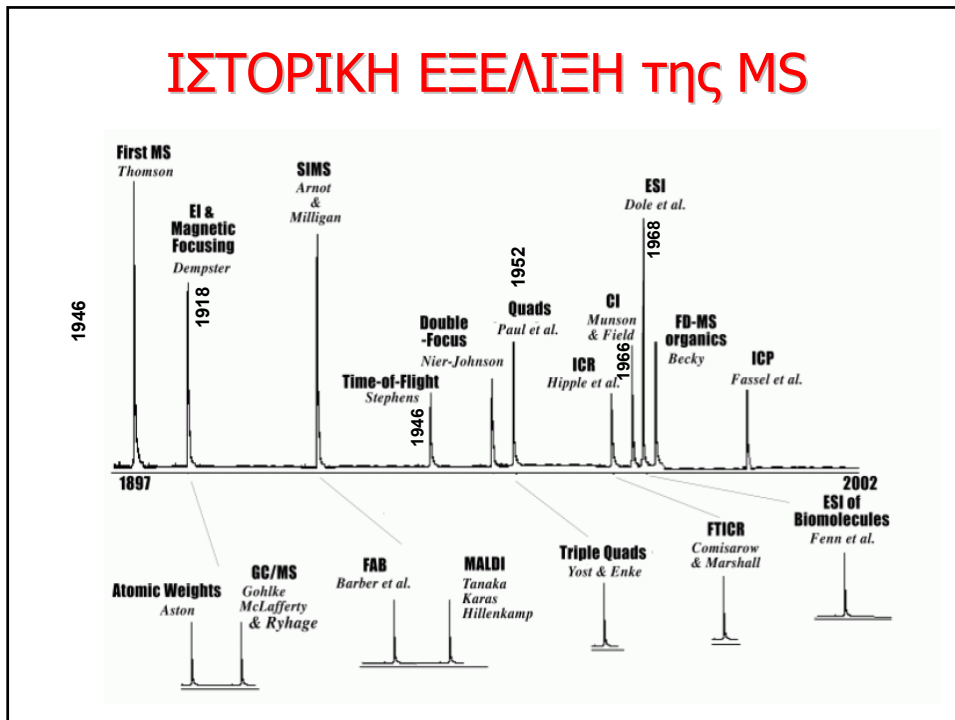 ΙΣΤΟΡΙΚΗ ΕΞΕΛΙΞΗ της MS
First MS
Thomson
1946
EI &
Magnetic
Focusing
Dempster
1918
SIMS
Arnot
&
Milligan
Time-of-Flight
Stephens
1946
Double
-Focus
Nier-Johnson
1952
Quads
Paul et al.
ICR
Hipple et al.
CI
Munson
& Field
1966
ESI
Dole et al.
1968
FD-MS
organics
Becky
ICP
Fassel et al.
1897
2002
Atomic Weights
Aston
GC/MS
Gohlke
McLafferty
& Ryhage
FAB
Barber et al.
MALDI
Tanaka
Karas
Hillenkamp
Triple Quads
Yost & Enke
FTICR
Comisarow
& Marshall
ESI of
Biomolecules
Fenn et al.